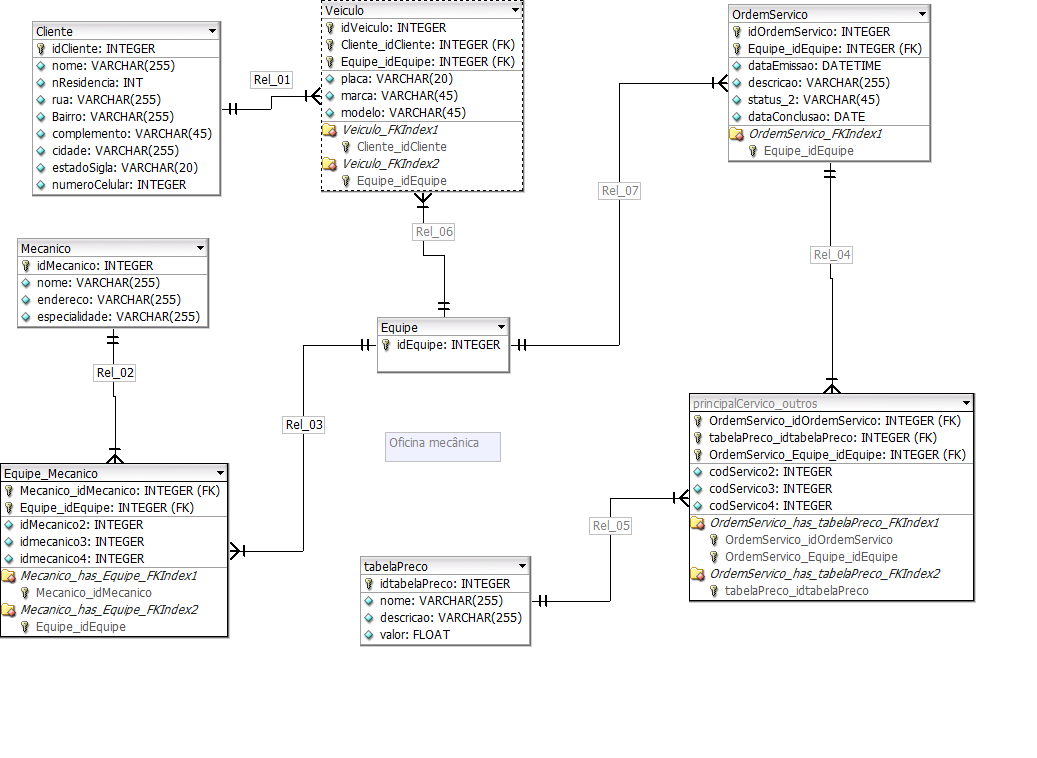 Cliente
idCliente: INTEGER
nome: VARCHAR(255)
nResidencia: INT
rua: VARCHAR(255)
Bairro: VARCHAR(255)
complemento: VARCHAR(45)
cidade: VARCHAR(255)
estadoSigla: VARCHAR(20)
numeroCelular: INTEGER
Rel_01
Veiculo
idVeiculo: INTEGER
Cliente_idCliente: INTEGER (FK)
Equipe_idEquipe: INTEGER (FK)
placa: VARCHAR(20)
marca: VARCHAR(45)
modelo: VARCHAR(45)
Veiculo_FKIndex1
Cliente_idCliente
Veiculo_FKIndex2
Equipe_idEquipe
OrdemServico
idOrdemServico: INTEGER
Equipe_idEquipe: INTEGER (FK)
dataEmissao: DATETIME
descricao: VARCHAR(255)
status_2: VARCHAR(45)
dataConclusao: DATE
OrdemServico_FKIndex1
Equipe_idEquipe
Rel_07
Rel_06
Rel_04
Mecanico
idMecanico: INTEGER
nome: VARCHAR(255)
endereco: VARCHAR(255)
especialidade: VARCHAR(255)
Rel_02
Equipe
idEquipe: INTEGER
Rel_03
Oficina mecânica
principalCervico_outros
OrdemServico_idOrdemServico: INTEGER (FK)
tabelaPreco_idtabelaPreco: INTEGER (FK)
OrdemServico_Equipe_idEquipe: INTEGER (FK)
codServico2: INTEGER
codServico3: INTEGER
codServico4: INTEGER
OrdemServico_has_tabelaPreco_FKIndex1
OrdemServico_idOrdemServico
OrdemServico_Equipe_idEquipe
OrdemServico_has_tabelaPreco_FKIndex2
tabelaPreco_idtabelaPreco
Equipe_Mecanico
Mecanico_idMecanico: INTEGER (FK)
Equipe_idEquipe: INTEGER (FK)
idMecanico2: INTEGER
idmecanico3: INTEGER
idmecanico4: INTEGER
Mecanico_has_Equipe_FKIndex1
Mecanico_idMecanico
Mecanico_has_Equipe_FKIndex2
Equipe_idEquipe
Rel_05
tabelaPreco
idtabelaPreco: INTEGER
nome: VARCHAR(255)
descricao: VARCHAR(255)
valor: FLOAT